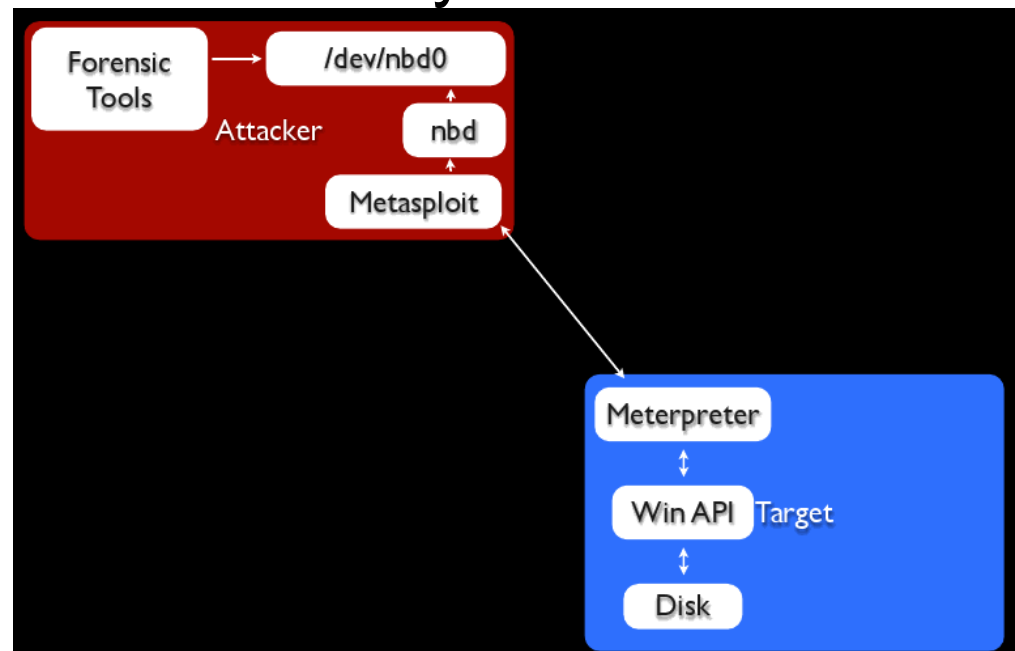 Forensic
Tools
/dev/nbd0
Attacker
nbd
Metasploit
Meterpreter
Win API
Target
Disk